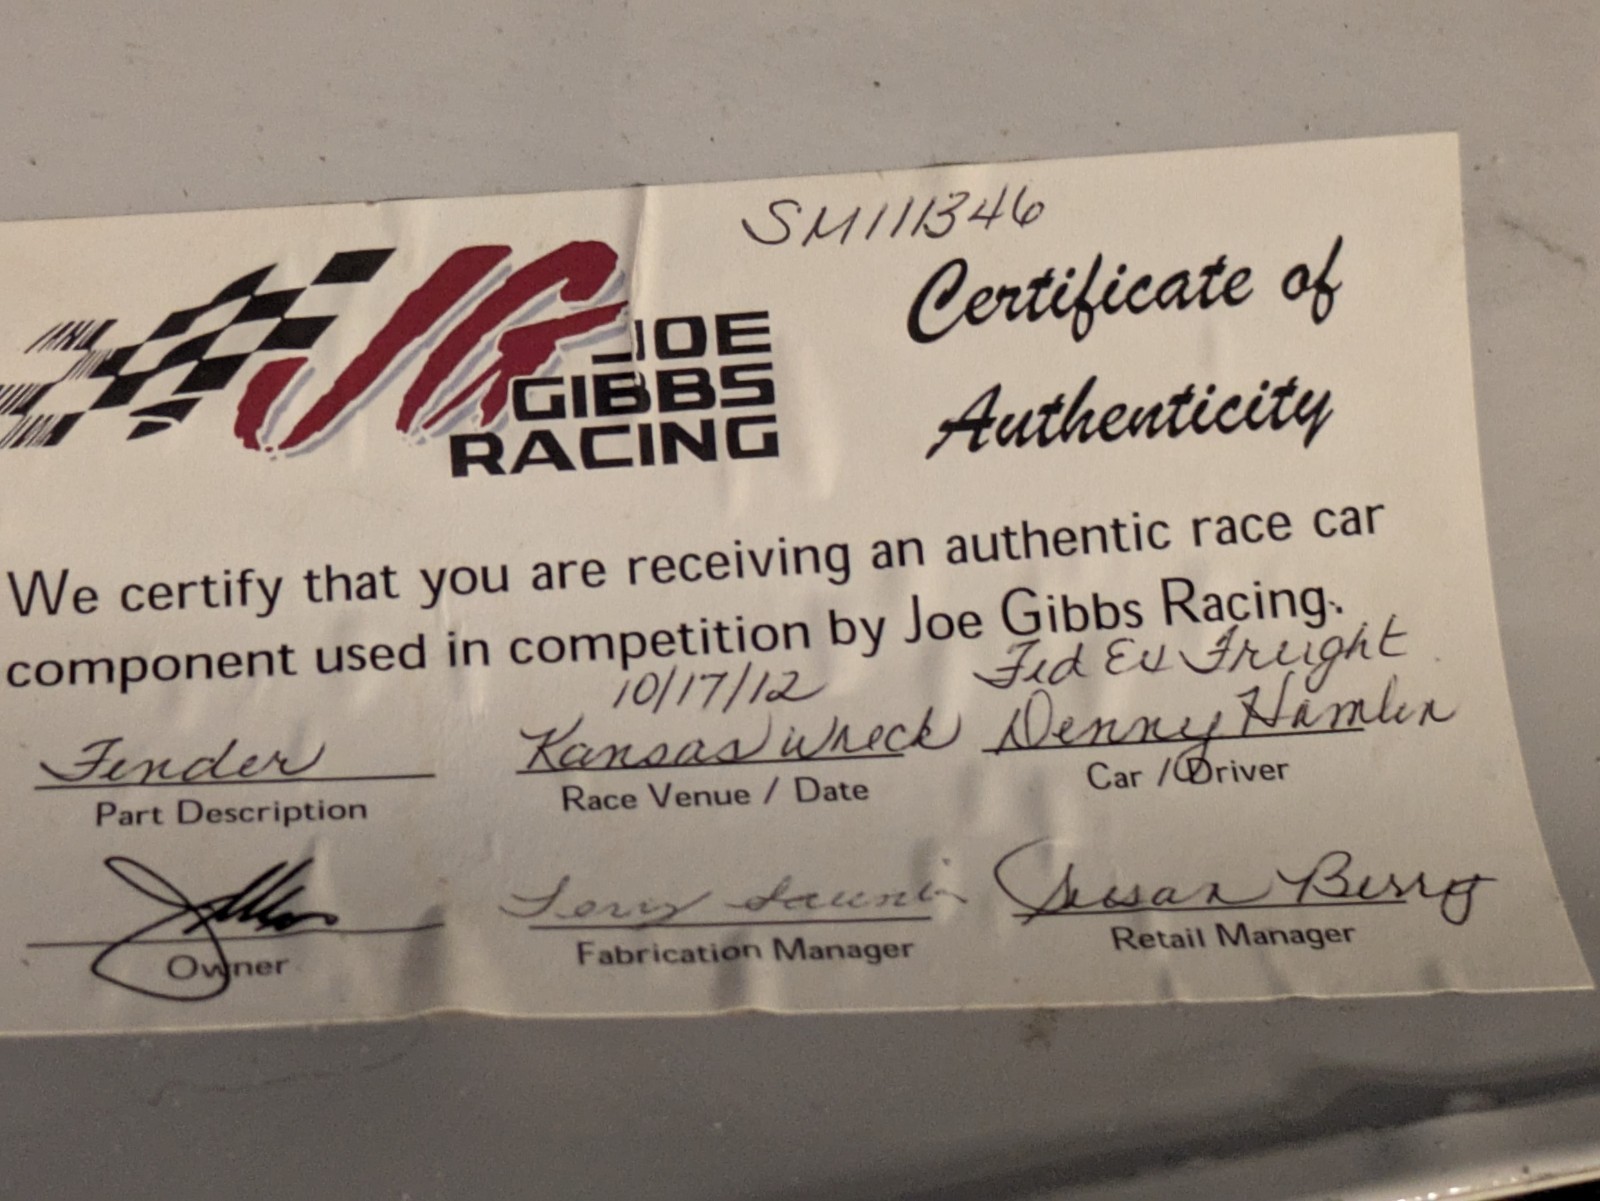 SM111346
JG JOE
GIBBS
RACING
Certificate of
Authenticity
We certify that you are receiving an authentic race car
component used in competition by Joe Gibbs Racing.
10/17/12 Fed Ex Freight
Fender Kansas Wreck Denny Hamlin
Part Description Race Venue / Date Car / Driver
Terry Susan Berry
Owner Fabrication Manager Retail Manager